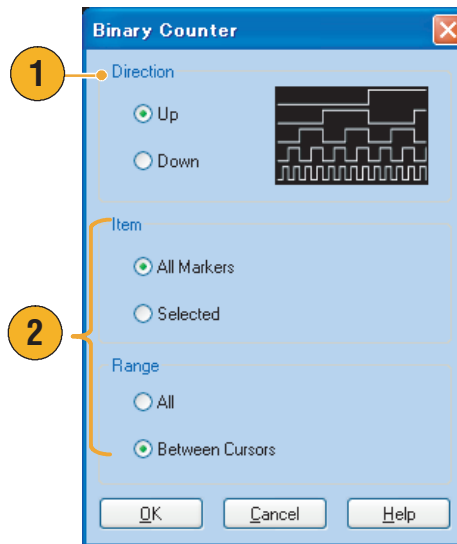 Binary Counter
1
Direction
Up
Down
Item
All Markers
Selected
2
Range
All
Between Cursors
OK
Cancel
Help